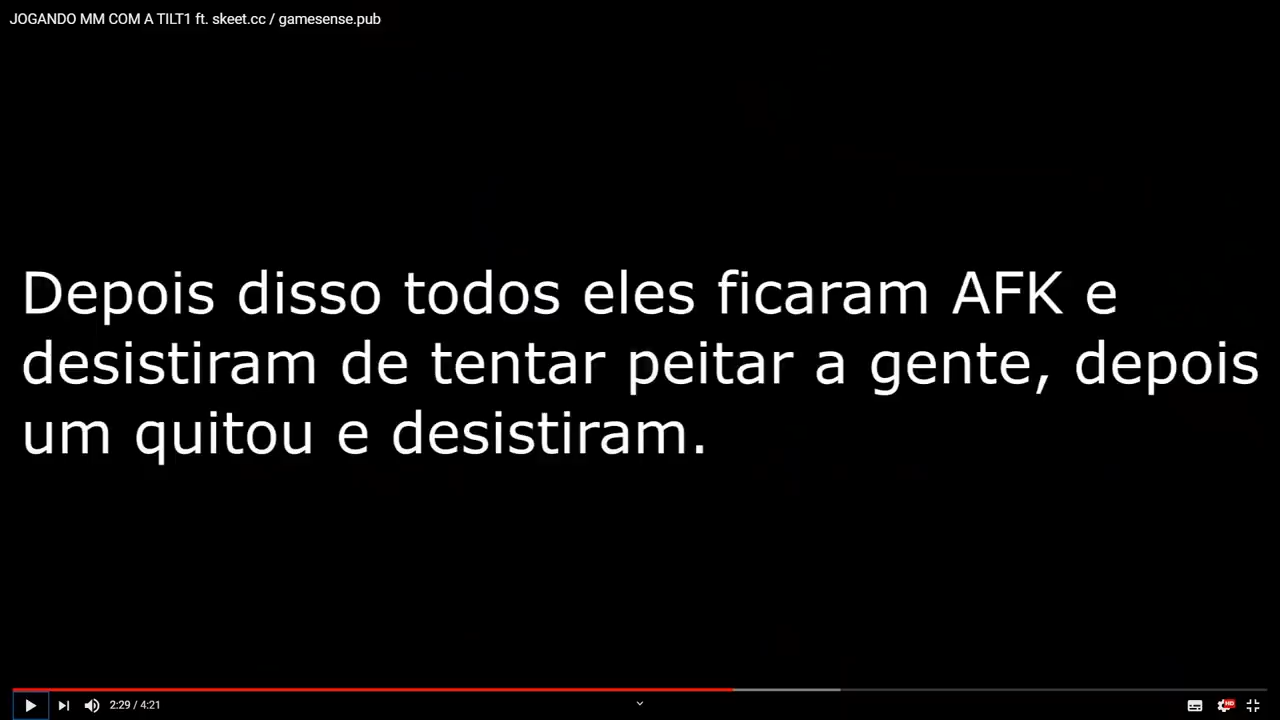 JOGANDO MM COM A TILT1 ft. skeet.cc / gamesense.pub
Depois disso todos eles ficaram AFK e
desistiram de tentar peitar a gente, depois
um quitou e desistiram.
2:29 / 4:21
HD